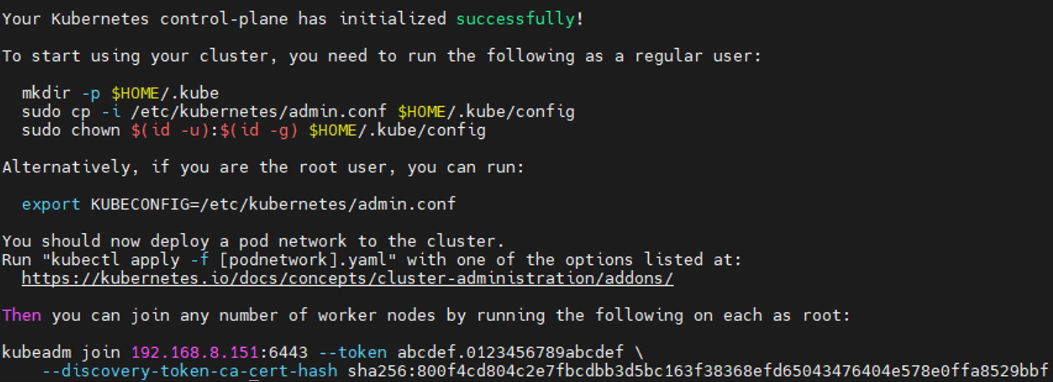 Your Kubernetes control-plane has initialized successfully!
To start using your cluster, you need to run the following as a regular user:
mkdir -p $HOME/.kube
sudo cp -i /etc/kubernetes/admin.conf $HOME/.kube/config
sudo chown $(id -u):$(id -g) $HOME/.kube/config
Alternatively, if you are the root user, you can run:
export KUBECONFIG=/etc/kubernetes/admin.conf
You should now deploy a pod network to the cluster.
Run "kubectl apply -f [podnetwork].yaml" with one of the options listed at:
https://kubernetes.io/docs/concepts/cluster-administration/addons/
Then you can join any number of worker nodes by running the following on each as root:
kubeadm join 192.168.8.151:6443 --token abcdef.0123456789abcdef \
--discovery-token-ca-cert-hash sha256:800f4cd804c2e7fbcdbb3d5bc163f38368efd65043476404e578e0ffa8529bbf